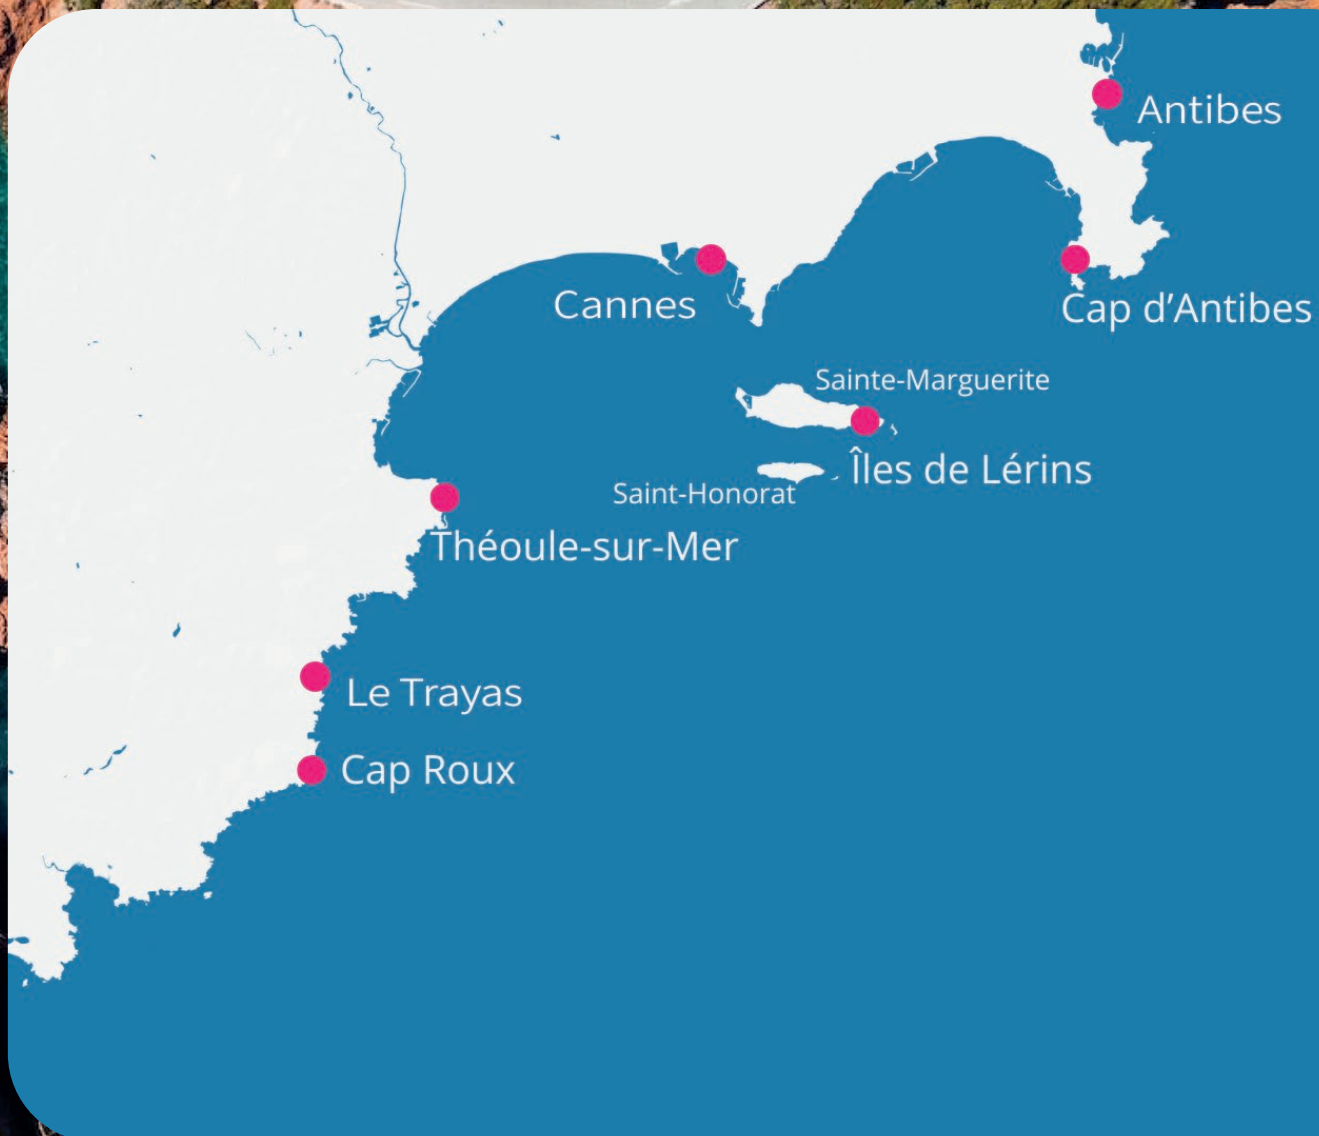 Antibes
Cannes
Cap d’Antibes
Sainte-Marguerite
Îles de Lérins
Saint-Honorat
Théoule-sur-Mer
Le Trayas
Cap Roux